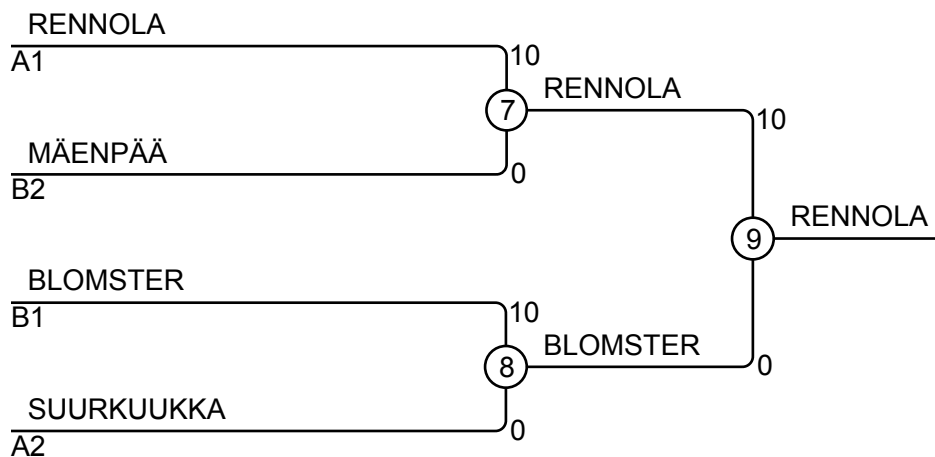 RENNOLA
A1
10
7
RENNOLA
10
MÄENPÄÄ
B2
0
9
RENNOLA
BLOMSTER
B1
10
8
BLOMSTER
0
SUURKUUKKA
A2
0